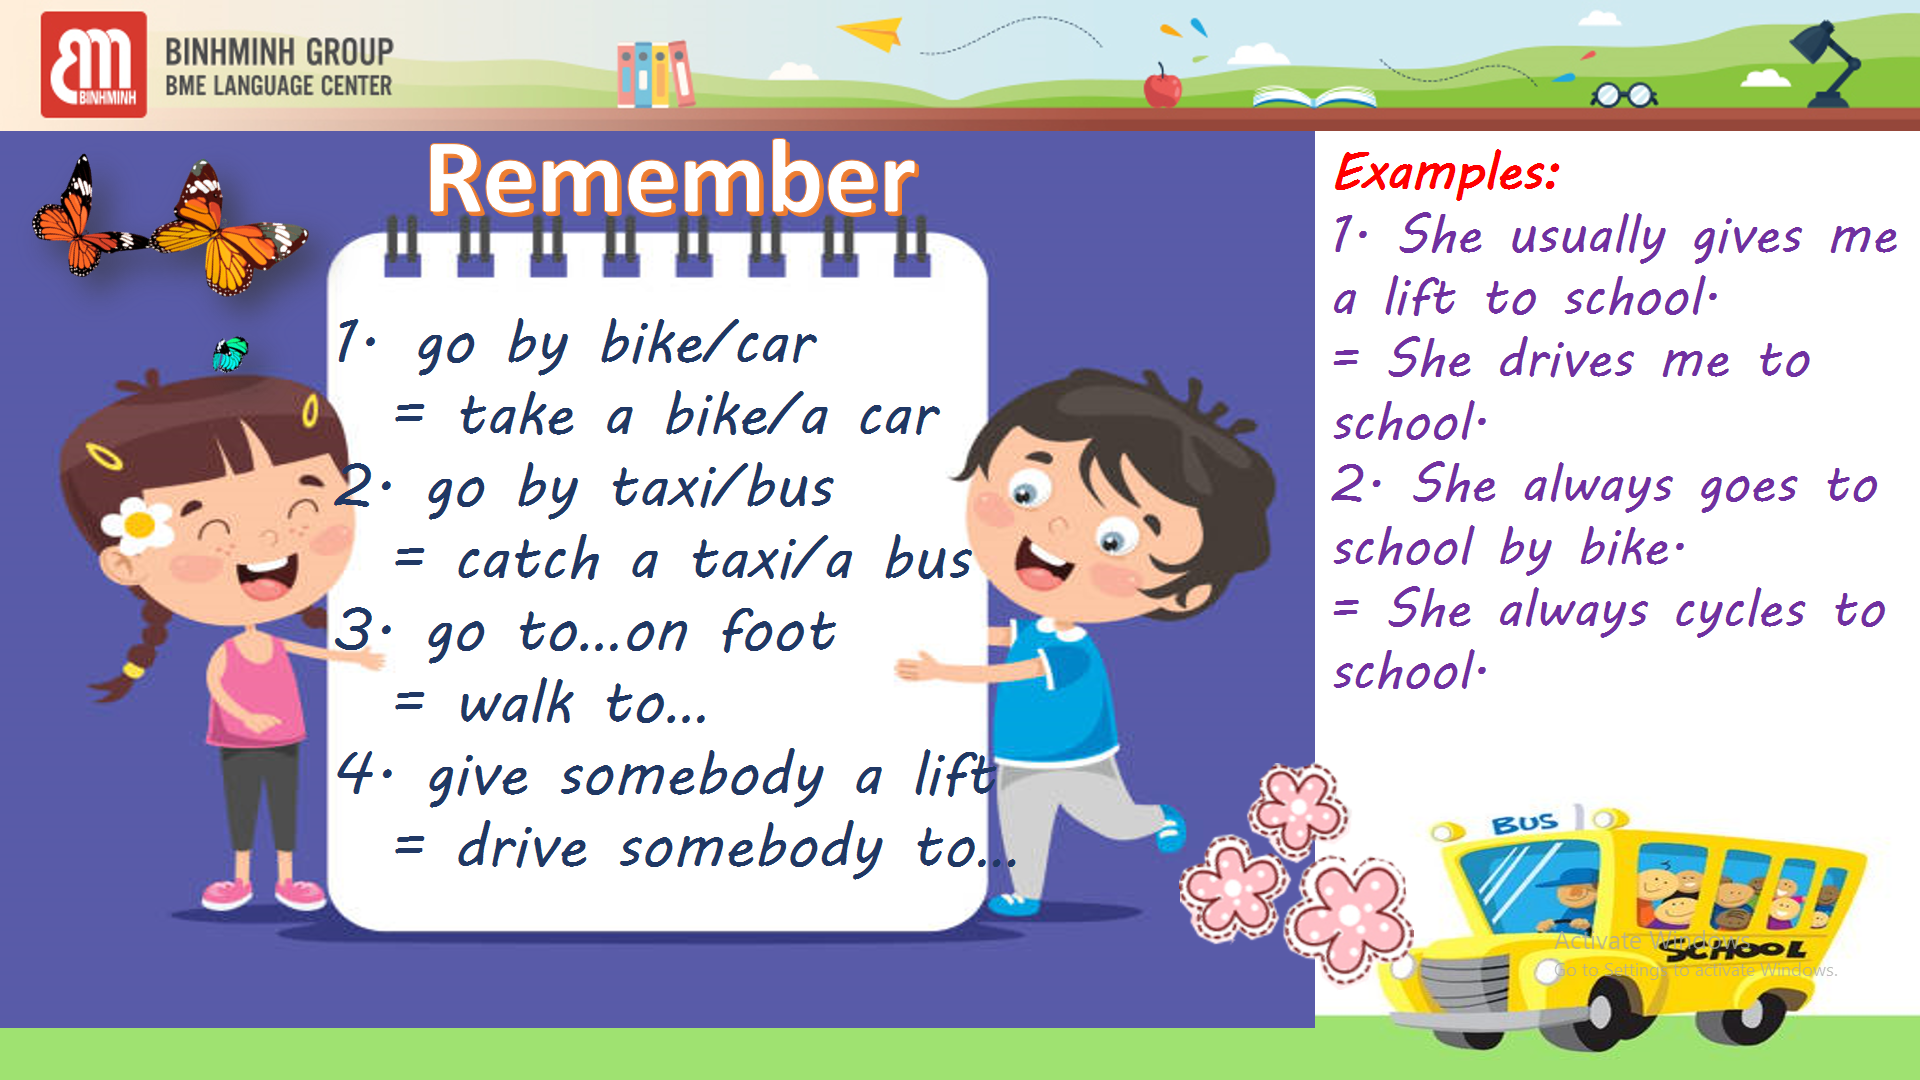 BINHMINH
BINHMINH GROUP
BME LANGUAGE CENTER
Remember
1. go by bike/car
= take a bike/a car
2. go by taxi/bus
= catch a taxi/a bus
3. go to...on foot
= walk to...
4. give somebody a lift
= drive somebody to...
Examples:
1. She usually gives me
a lift to school.
= She drives me to
school.
2. She always goes to
school by bike.
= She always cycles to
school.
BUS
SCHOOL
Activate Windows
Go to Settings to activate Windows.